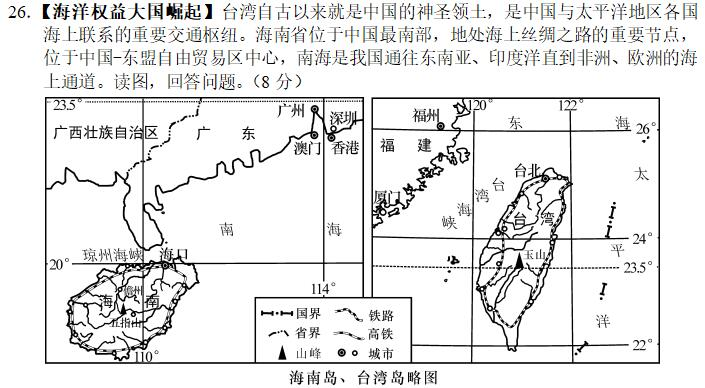 26. 【海洋权益大国崛起】台湾自古以来就是中国的神圣领土，是中国与太平洋地区各国
海上联系的重要交通枢纽。海南省位于中国最南部，地处海上丝绸之路的重要节点，
位于中国-东盟自由贸易区中心，南海是我国通往东南亚、印度洋直到非洲、欧洲的海
上通道。读图，回答问题。（8 分）
23.5°
广州
深圳
广西壮族自治区
广 东
澳门
香港
南 海
琼州海峡
海口
20°
海 南
儋州
五指山
110°
114°
国界
铁路
省界
高铁
山峰
城市
120°
122°
福州
东 海
26°
福 建
台北
太 平 洋
厦门
台 湾 海 峡
台 湾
24°
玉山
23.5°
22°
海南岛、台湾岛略图